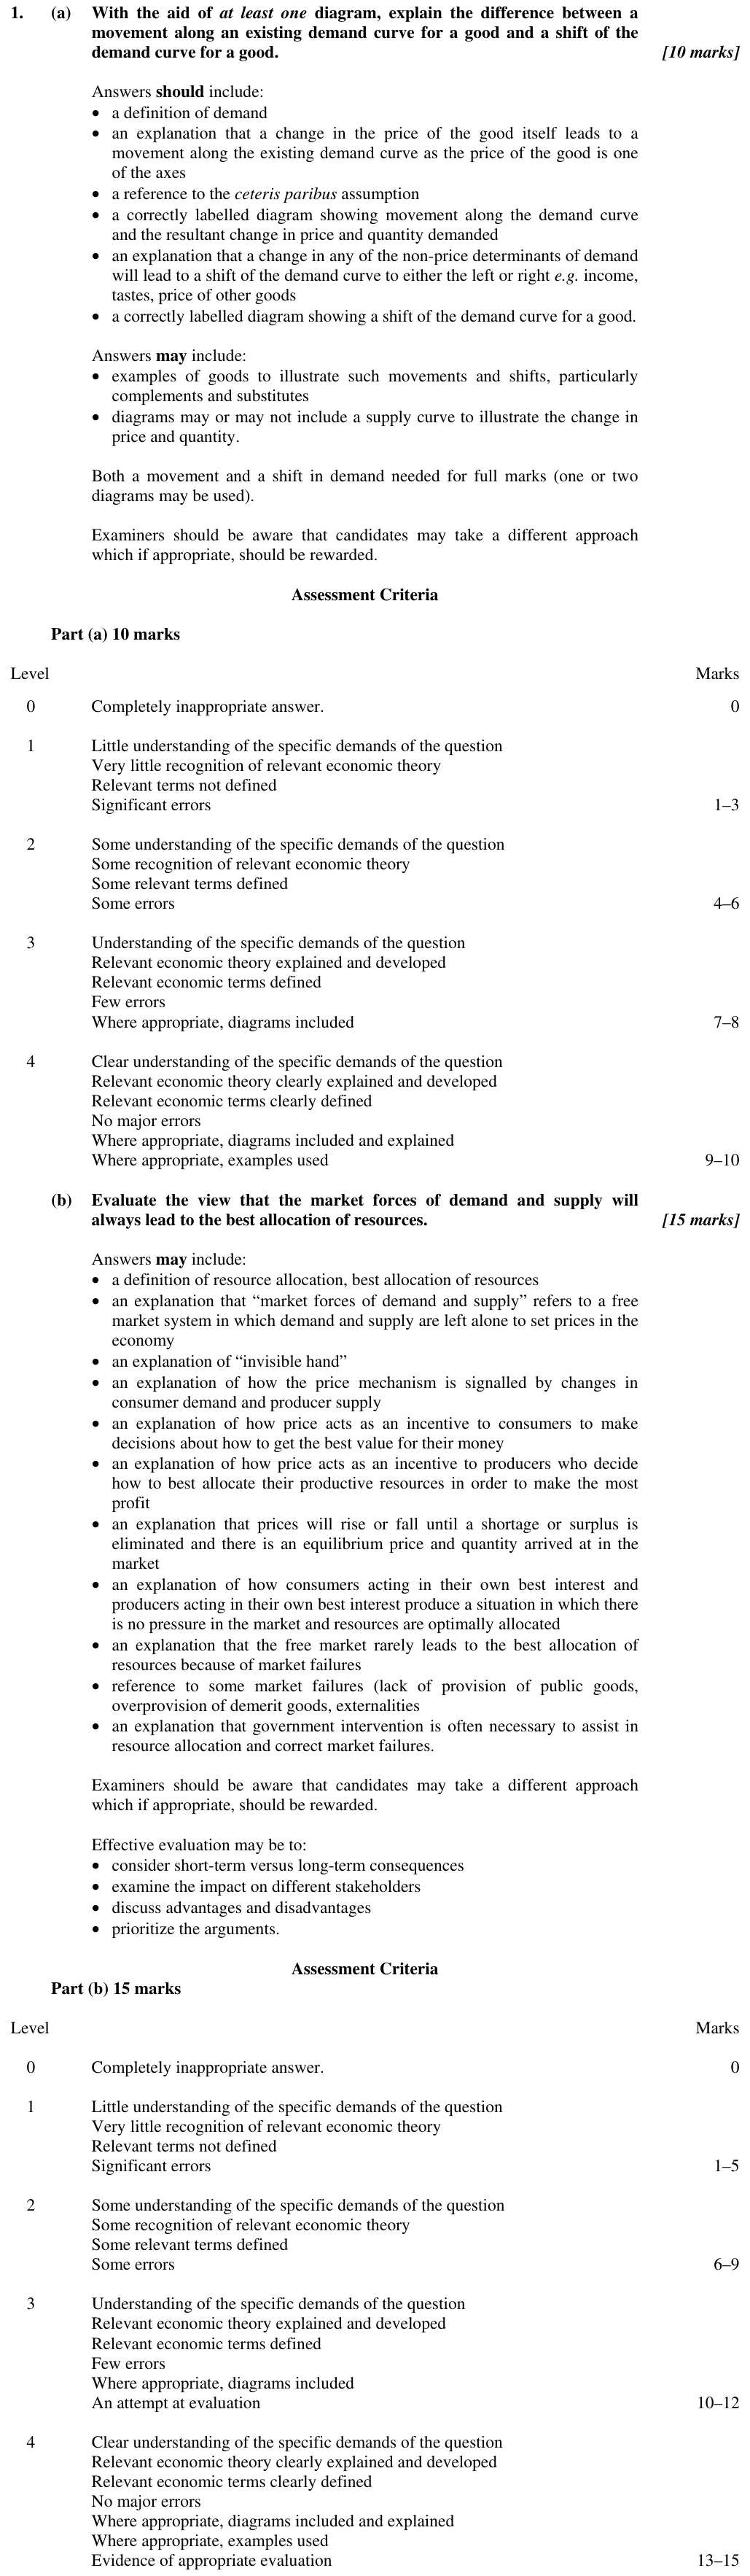 1. (a) With the aid of at least one diagram, explain the difference between a
movement along an existing demand curve for a good and a shift of the
demand curve for a good. [10 marks]
Answers should include:
• a definition of demand
• an explanation that a change in the price of the good itself leads to a
movement along the existing demand curve as the price of the good is one
of the axes
• a reference to the ceteris paribus assumption
• a correctly labelled diagram showing movement along the demand curve
and the resultant change in price and quantity demanded
• an explanation that a change in any of the non-price determinants of demand
will lead to a shift of the demand curve to either the left or right e.g. income,
tastes, price of other goods
• a correctly labelled diagram showing a shift of the demand curve for a good.
Answers may include:
• examples of goods to illustrate such movements and shifts, particularly
complements and substitutes
• diagrams may or may not include a supply curve to illustrate the change in
price and quantity.
Both a movement and a shift in demand needed for full marks (one or two
diagrams may be used).
Examiners should be aware that candidates may take a different approach
which if appropriate, should be rewarded.
Assessment Criteria
Part (a) 10 marks
Level Marks
0 Completely inappropriate answer. 0
1 Little understanding of the specific demands of the question
Very little recognition of relevant economic theory
Relevant terms not defined
Significant errors 1–3
2 Some understanding of the specific demands of the question
Some recognition of relevant economic theory
Some relevant terms defined
Some errors 4–6
3 Understanding of the specific demands of the question
Relevant economic theory explained and developed
Relevant economic terms defined
Few errors
Where appropriate, diagrams included 7–8
4 Clear understanding of the specific demands of the question
Relevant economic theory clearly explained and developed
Relevant economic terms clearly defined
No major errors
Where appropriate, diagrams included and explained
Where appropriate, examples used 9–10
(b) Evaluate the view that the market forces of demand and supply will
always lead to the best allocation of resources. [15 marks]
Answers may include:
• a definition of resource allocation, best allocation of resources
• an explanation that “market forces of demand and supply” refers to a free
market system in which demand and supply are left alone to set prices in the
economy
• an explanation of “invisible hand”
• an explanation of how the price mechanism is signalled by changes in
consumer demand and producer supply
• an explanation of how price acts as an incentive to consumers to make
decisions about how to get the best value for their money
• an explanation of how price acts as an incentive to producers who decide
how to best allocate their productive resources in order to make the most
profit
• an explanation that prices will rise or fall until a shortage or surplus is
eliminated and there is an equilibrium price and quantity arrived at in the
market
• an explanation of how consumers acting in their own best interest and
producers acting in their own best interest produce a situation in which there
is no pressure in the market and resources are optimally allocated
• an explanation that the free market rarely leads to the best allocation of
resources because of market failures
• reference to some market failures (lack of provision of public goods,
overprovision of demerit goods, externalities
• an explanation that government intervention is often necessary to assist in
resource allocation and correct market failures.
Examiners should be aware that candidates may take a different approach
which if appropriate, should be rewarded.
Effective evaluation may be to:
• consider short-term versus long-term consequences
• examine the impact on different stakeholders
• discuss advantages and disadvantages
• prioritize the arguments.
Assessment Criteria
Part (b) 15 marks
Level Marks
0 Completely inappropriate answer. 0
1 Little understanding of the specific demands of the question
Very little recognition of relevant economic theory
Relevant terms not defined
Significant errors 1–5
2 Some understanding of the specific demands of the question
Some recognition of relevant economic theory
Some relevant terms defined
Some errors 6–9
3 Understanding of the specific demands of the question
Relevant economic theory explained and developed
Relevant economic terms defined
Few errors
Where appropriate, diagrams included
An attempt at evaluation 10–12
4 Clear understanding of the specific demands of the question
Relevant economic theory clearly explained and developed
Relevant economic terms clearly defined
No major errors
Where appropriate, diagrams included and explained
Where appropriate, examples used
Evidence of appropriate evaluation 13–15